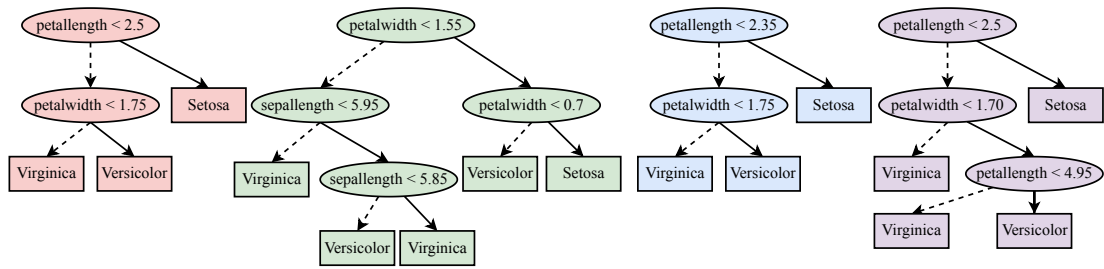 petallength < 2.5
petalwidth < 1.75
Setosa
Virginica
Versicolor
petalwidth < 1.55
sepallength < 5.95
petalwidth < 0.7
Virginica
sepallength < 5.85
Versicolor
Setosa
Versicolor
Virginica
petallength < 2.35
petalwidth < 1.75
Setosa
Virginica
Versicolor
petallength < 2.5
petalwidth < 1.70
Setosa
Virginica
petallength < 4.95
Virginica
Versicolor